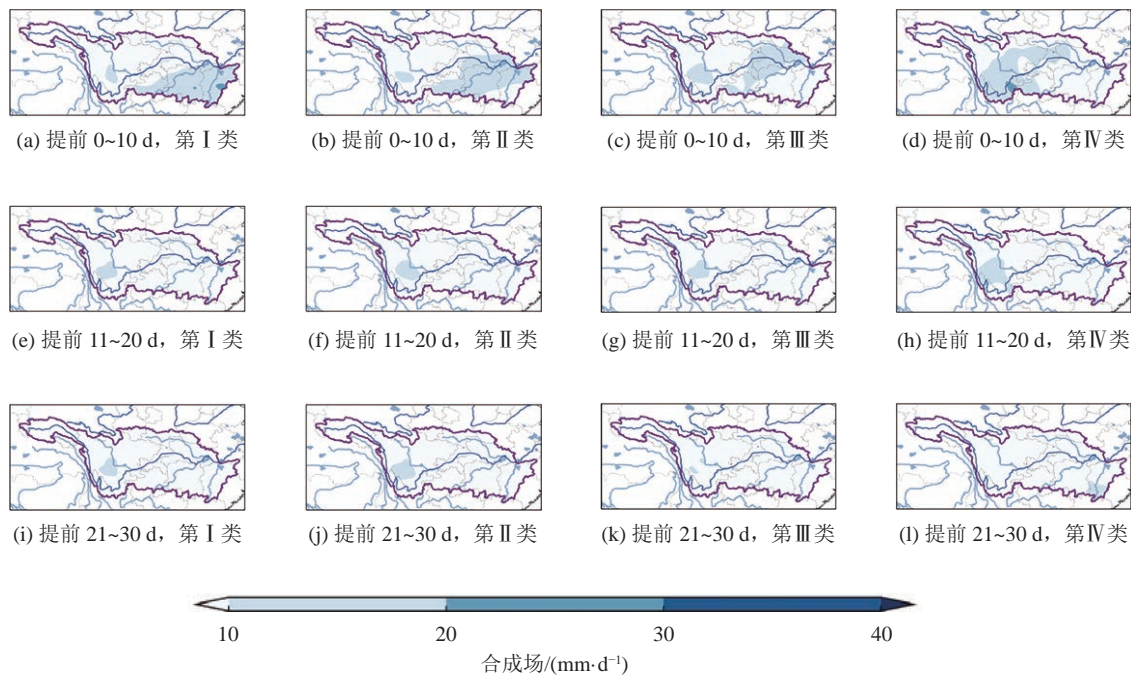 (a) 提前 0~10 d，第Ⅰ类
(b) 提前 0~10 d，第Ⅱ类
(c) 提前 0~10 d，第Ⅲ类
(d) 提前 0~10 d，第Ⅳ类
(e) 提前 11~20 d，第Ⅰ类
(f) 提前 11~20 d，第Ⅱ类
(g) 提前 11~20 d，第Ⅲ类
(h) 提前 11~20 d，第Ⅳ类
(i) 提前 21~30 d，第Ⅰ类
(j) 提前 21~30 d，第Ⅱ类
(k) 提前 21~30 d，第Ⅲ类
(l) 提前 21~30 d，第Ⅳ类
10 20 30 40
合成场/(mm·d⁻¹)